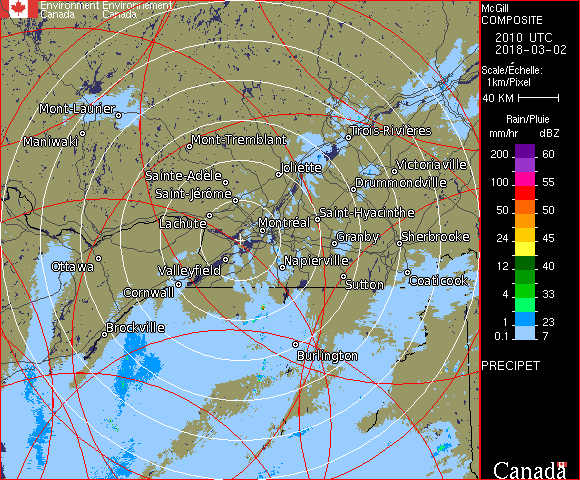 Environment Environnement
Canada Canada
McGill
COMPOSITE
2010 UTC
2018-03-02
Scale/Échelle:
1km/Pixel
40 KM
Rain/Pluie
mm/hr dBZ
200 60
150 57
100 55
50 50
24 45
12 40
4 33
1 23
0.1 7
PRECIPET
Canada
Mont-Laurier
Maniwaki
Mont-Tremblant
Trois-Rivières
Joliette
Victoriaville
Sainte-Adèle
Drummondville
Saint-Jérôme
Saint-Hyacinthe
Lachute
Montréal
Granby
Sherbrooke
Ottawa
Valleyfield
Napierville
Cornwall
Sutton
Coaticook
Brockville
Burlington